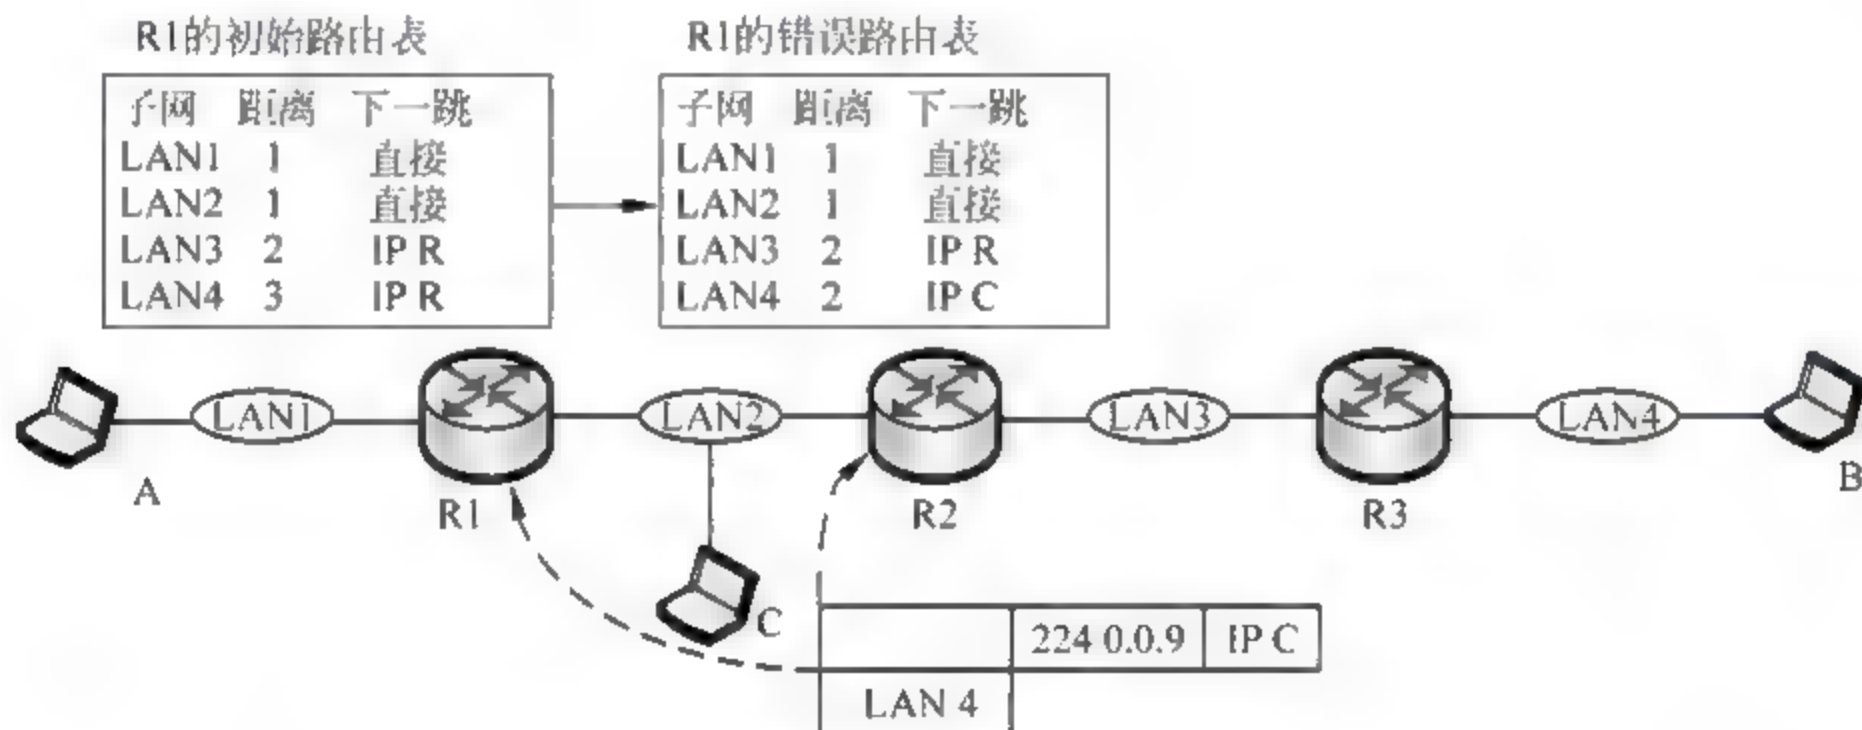 R1的初始路由表
子网 距离 下一跳
LAN1 1 直接
LAN2 1 直接
LAN3 2 IP R
LAN4 3 IP R
R1的错误路由表
子网 距离 下一跳
LAN1 1 直接
LAN2 1 直接
LAN3 2 IP R
LAN4 2 IP C
LAN1
LAN2
LAN3
LAN4
A
R1
R2
R3
B
C
224 0.0.9 IP C
LAN 4